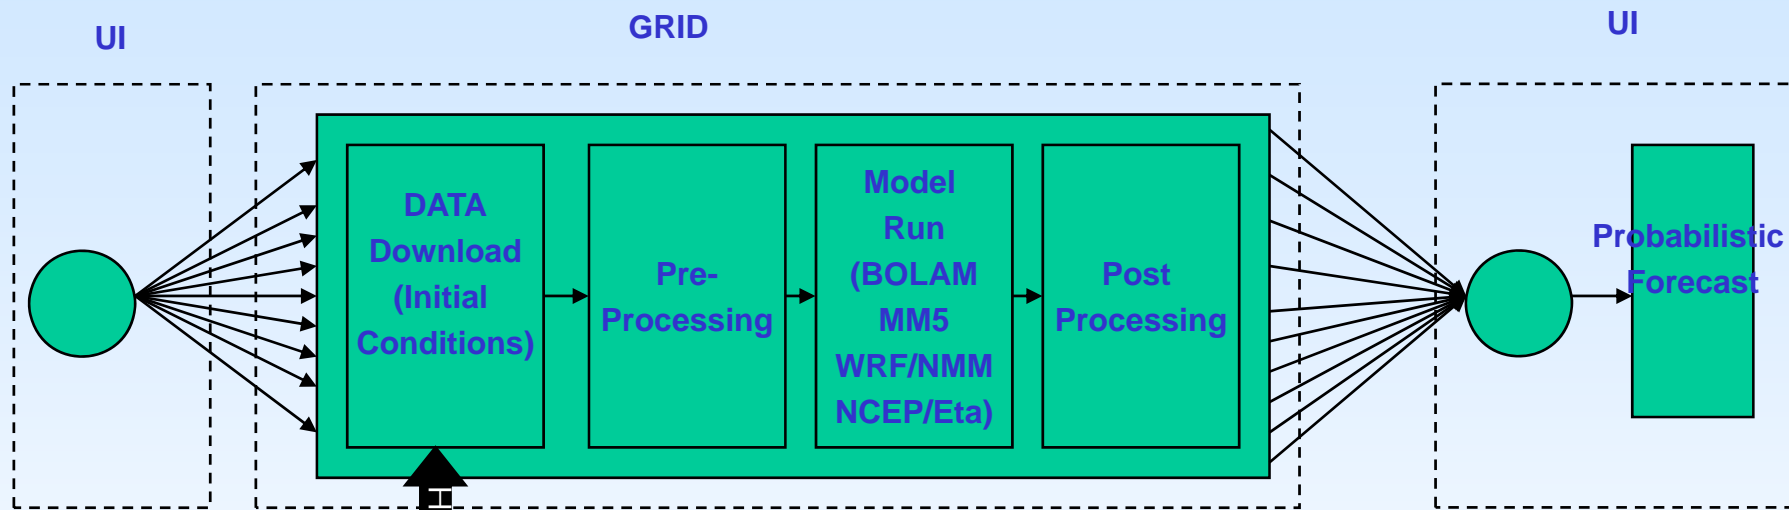 UI
GRID
UI
DATA
Download
(Initial
Conditions)
Pre-
Processing
Model
Run
(BOLAM
MM5
WRF/NMM
NCEP/Eta)
Post
Processing
Probabilistic
Forecast